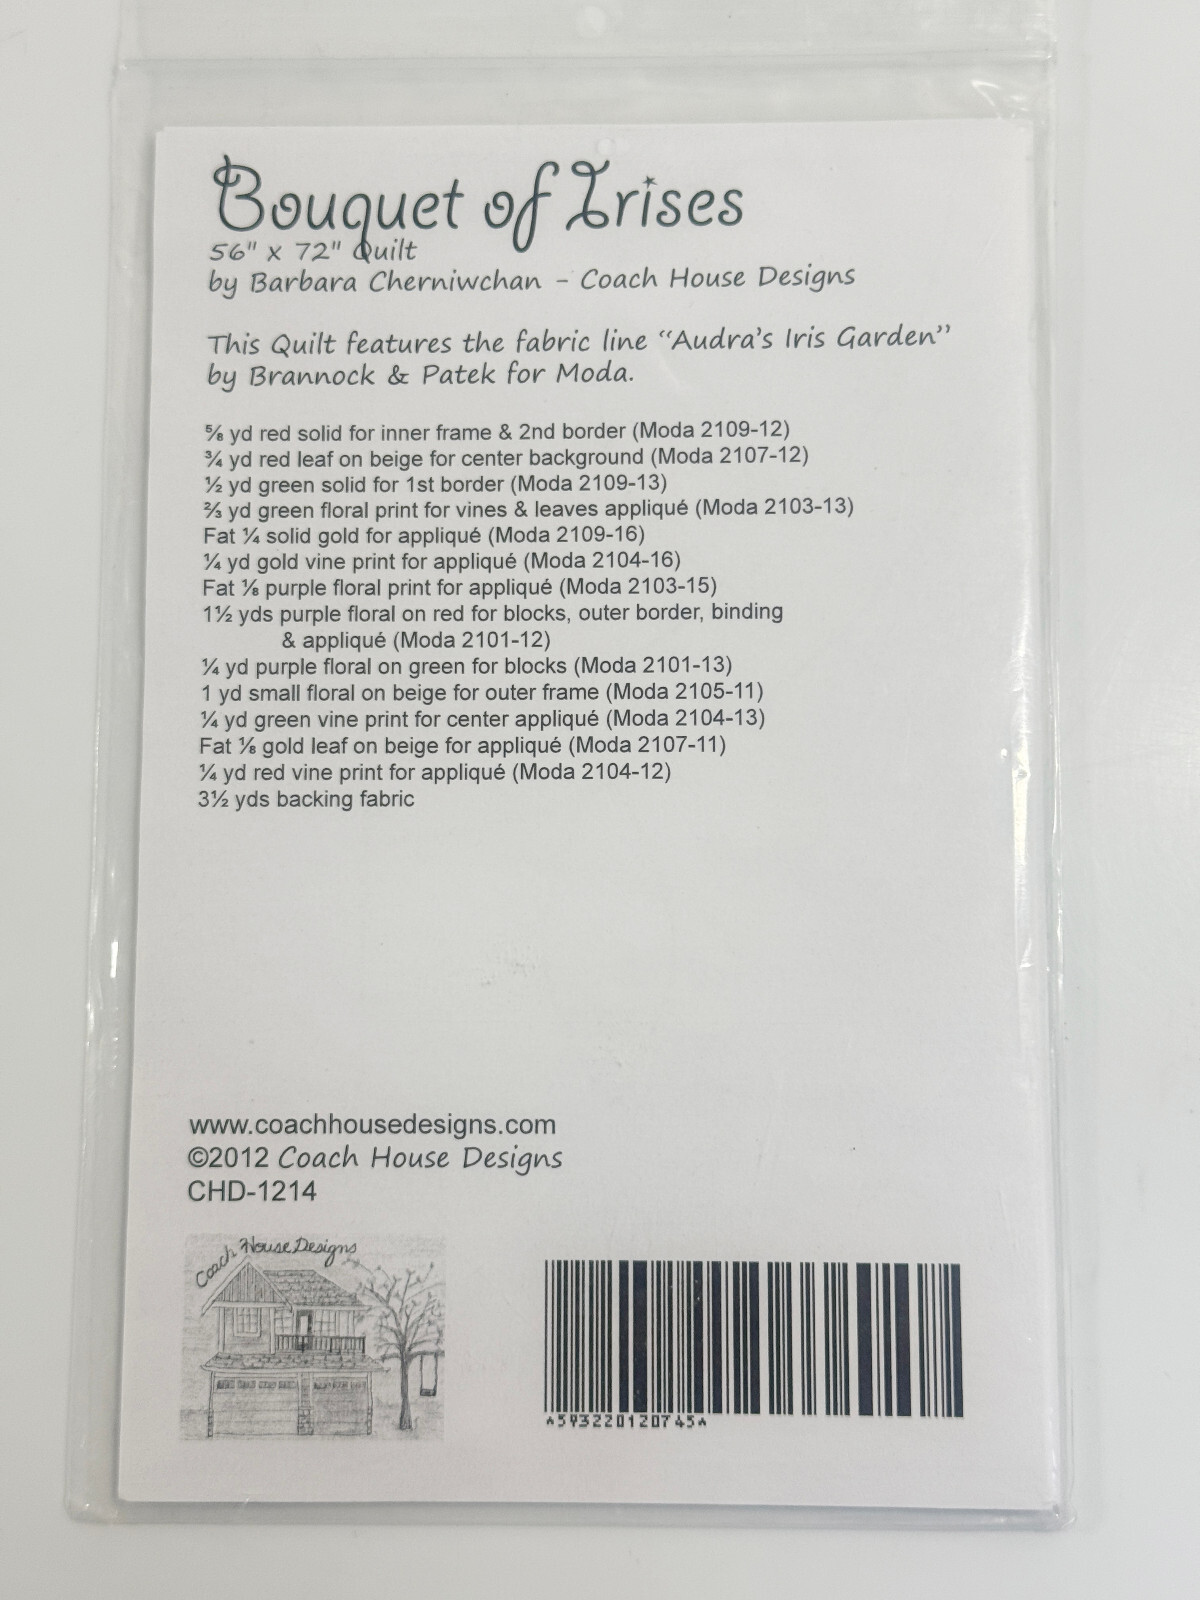 Bouquet of Irises
56" x 72" Quilt
by Barbara Cherniwchan - Coach House Designs
This Quilt features the fabric line “Audra’s Iris Garden”
by Brannock & Patek for Moda.
⅝ yd red solid for inner frame & 2nd border (Moda 2109-12)
¾ yd red leaf on beige for center background (Moda 2107-12)
½ yd green solid for 1st border (Moda 2109-13)
⅔ yd green floral print for vines & leaves appliqué (Moda 2103-13)
Fat ¼ solid gold for appliqué (Moda 2109-16)
¼ yd gold vine print for appliqué (Moda 2104-16)
Fat ⅛ purple floral print for appliqué (Moda 2103-15)
1½ yds purple floral on red for blocks, outer border, binding
& appliqué (Moda 2101-12)
¼ yd purple floral on green for blocks (Moda 2101-13)
1 yd small floral on beige for outer frame (Moda 2105-11)
¼ yd green vine print for center appliqué (Moda 2104-13)
Fat ⅛ gold leaf on beige for appliqué (Moda 2107-11)
¼ yd red vine print for appliqué (Moda 2104-12)
3½ yds backing fabric
www.coachhousedesigns.com
©2012 Coach House Designs
CHD-1214
Coach House Designs
*593220120745*